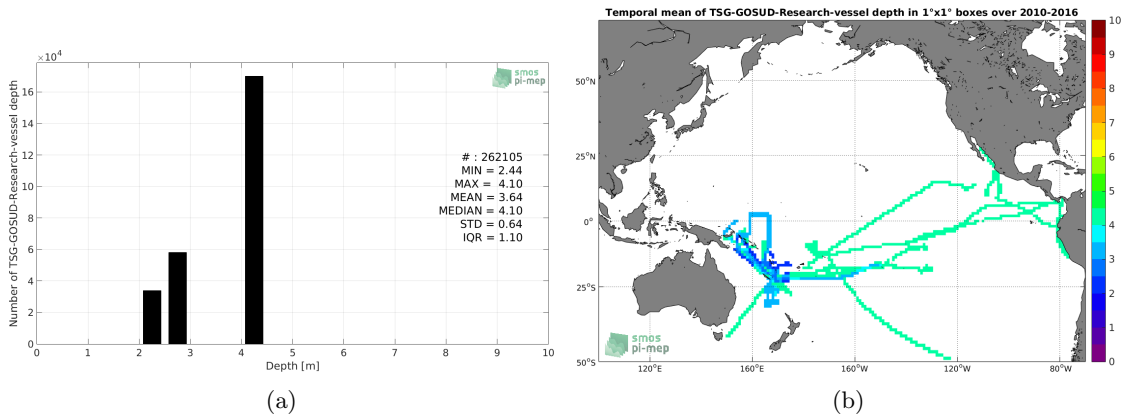 ×10⁴
16
14
12
10
8
6
4
2
0
Number of TSG-GOSUD-Research-vessel depth
0 1 2 3 4 5 6 7 8 9 10
Depth [m]
smos
pi-mep
# : 262105
MIN = 2.44
MAX = 4.10
MEAN = 3.64
MEDIAN = 4.10
STD = 0.64
IQR = 1.10
(a)
Temporal mean of TSG-GOSUD-Research-vessel depth in 1°x1° boxes over 2010-2016
50°N
25°N
0°
25°S
50°S
120°E 160°E 160°W 120°W 80°W
smos
pi-mep
10
9
8
7
6
5
4
3
2
1
0
(b)